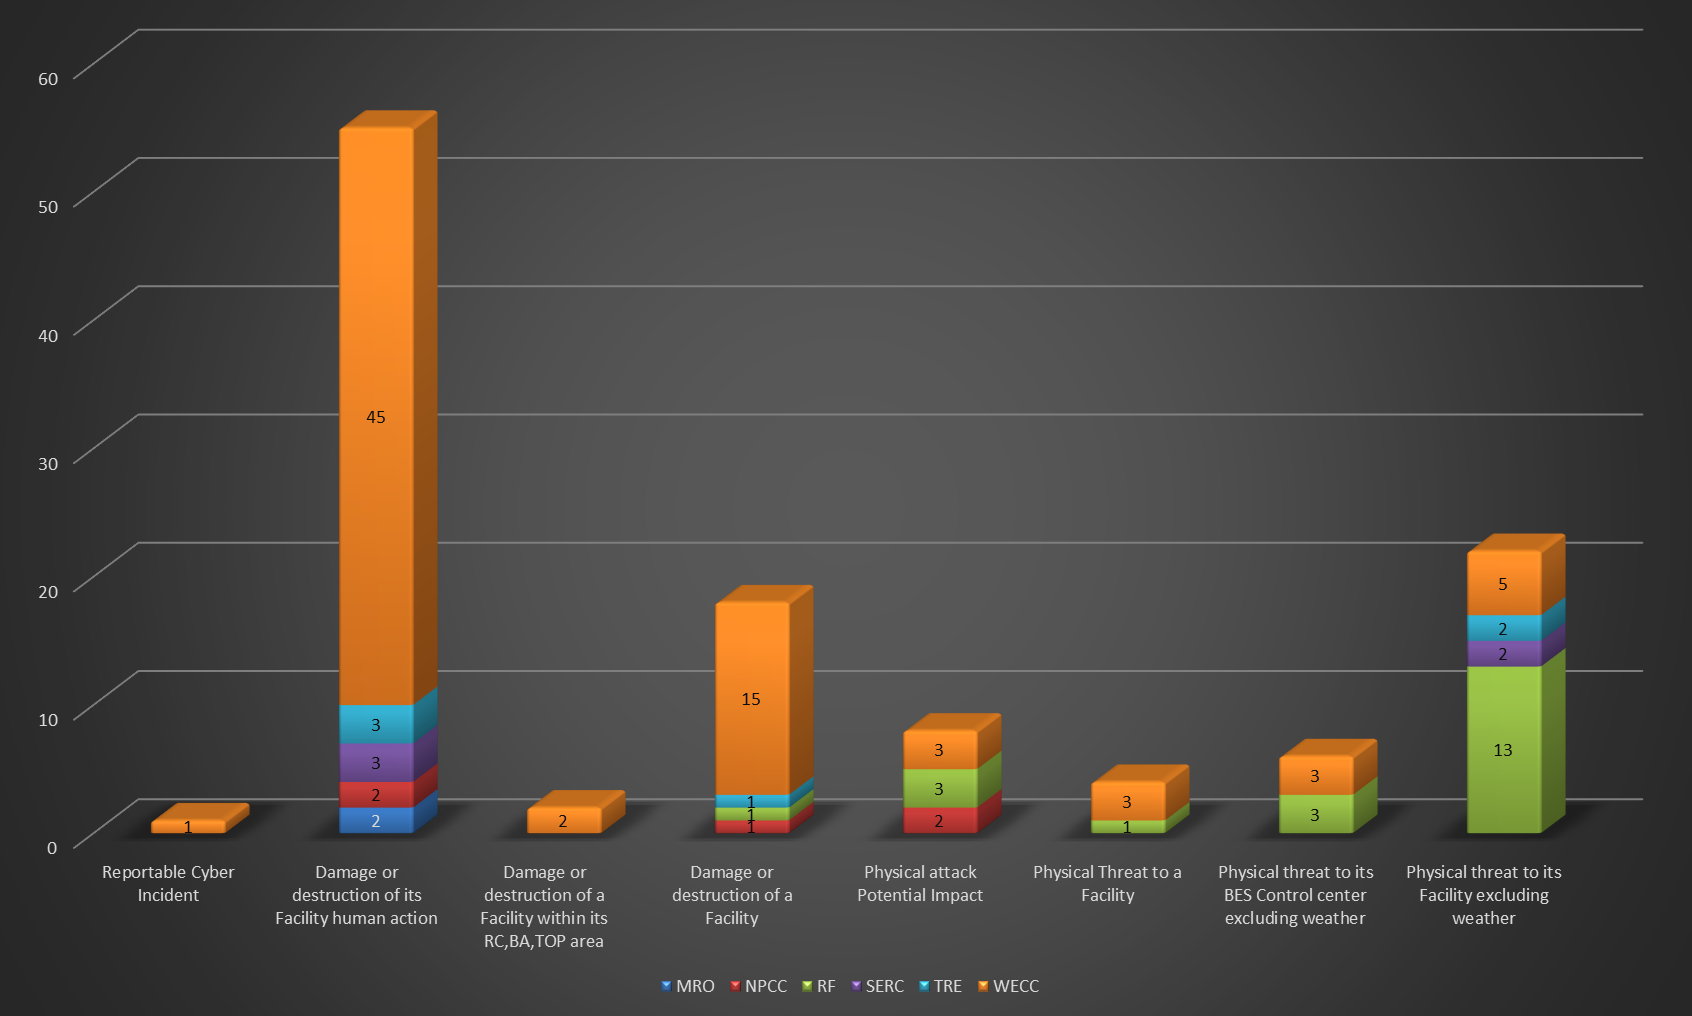 60
50
40
30
20
10
0
1
45
3
3
2
2
2
15
1
1
1
3
3
2
3
1
3
3
5
2
2
13
Reportable Cyber
Incident
Damage or
destruction of its
Facility human action
Damage or
destruction of a
Facility within its
RC,BA,TOP area
Damage or
destruction of a
Facility
Physical attack
Potential Impact
Physical Threat to a
Facility
Physical threat to its
BES Control center
excluding weather
Physical threat to its
Facility excluding
weather
MRO NPCC RF SERC TRE WECC